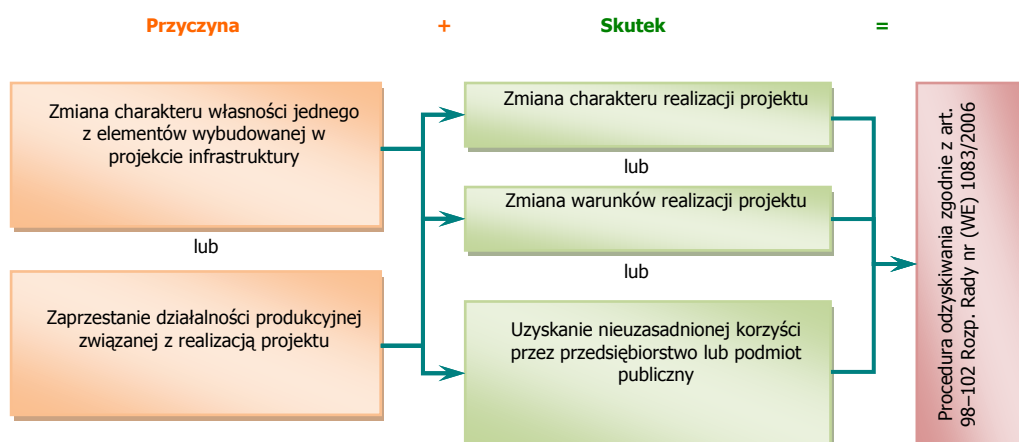 Przyczyna + Skutek =
Zmiana charakteru własności jednego
z elementów wybudowanej w
projekcie infrastruktury
lub
Zaprzestanie działalności produkcyjnej
związanej z realizacją projektu
Zmiana charakteru realizacji projektu
lub
Zmiana warunków realizacji projektu
lub
Uzyskanie nieuzasadnionej korzyści
przez przedsiębiorstwo lub podmiot
publiczny
Procedura odzyskiwania zgodnie z art.
98–102 Rozp. Rady nr (WE) 1083/2006